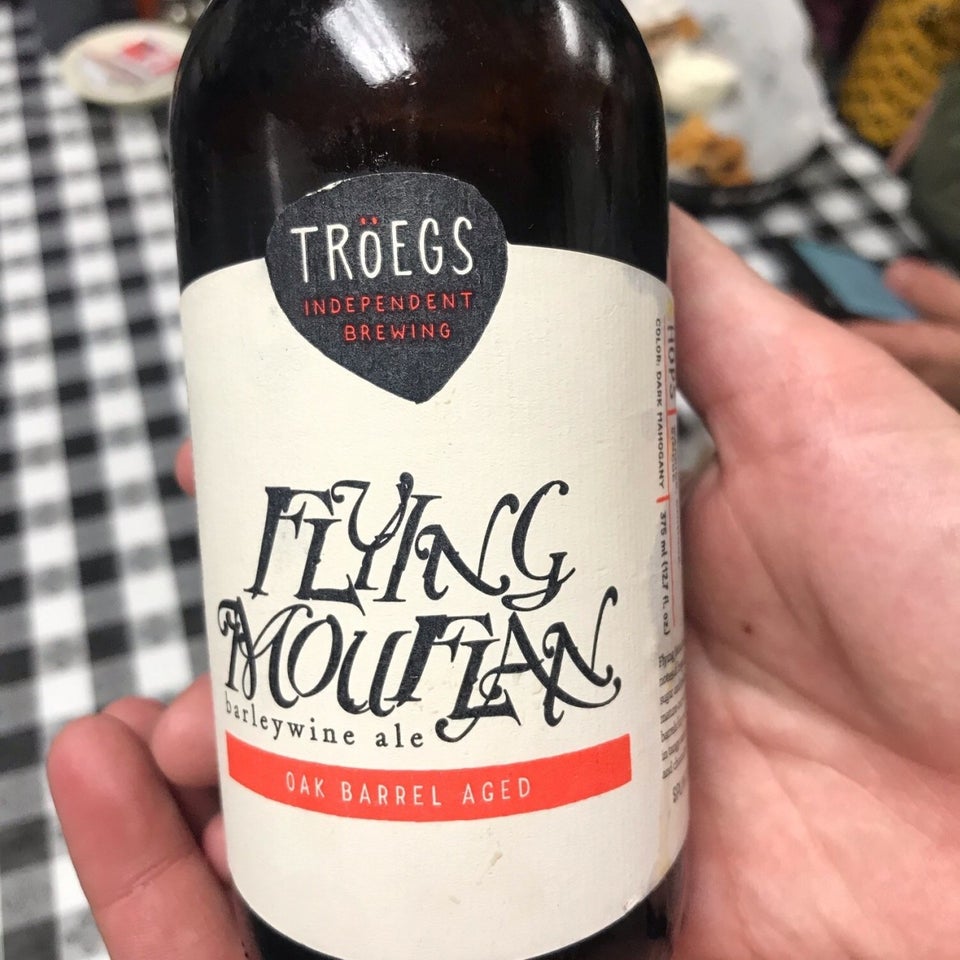 TRÖEGS
INDEPENDENT
BREWING
FLYING
MOUFLAN
barleywine ale
OAK BARREL AGED
HOPS
COLOR: DARK MAHOGANY | 375 ml (12.7 fl. oz)